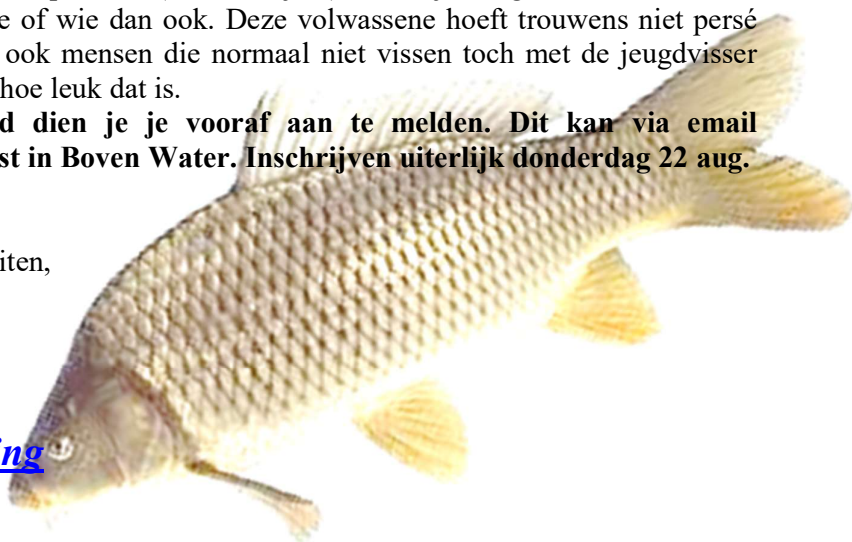 e of wie dan ook. Deze volwassene hoeft trouwens niet persé
ook mensen die normaal niet vissen toch met de jeugdvisser
hoe leuk dat is.
d dien je je vooraf aan te melden. Dit kan via email
st in Boven Water. Inschrijven uiterlijk donderdag 22 aug.
iten,
ing